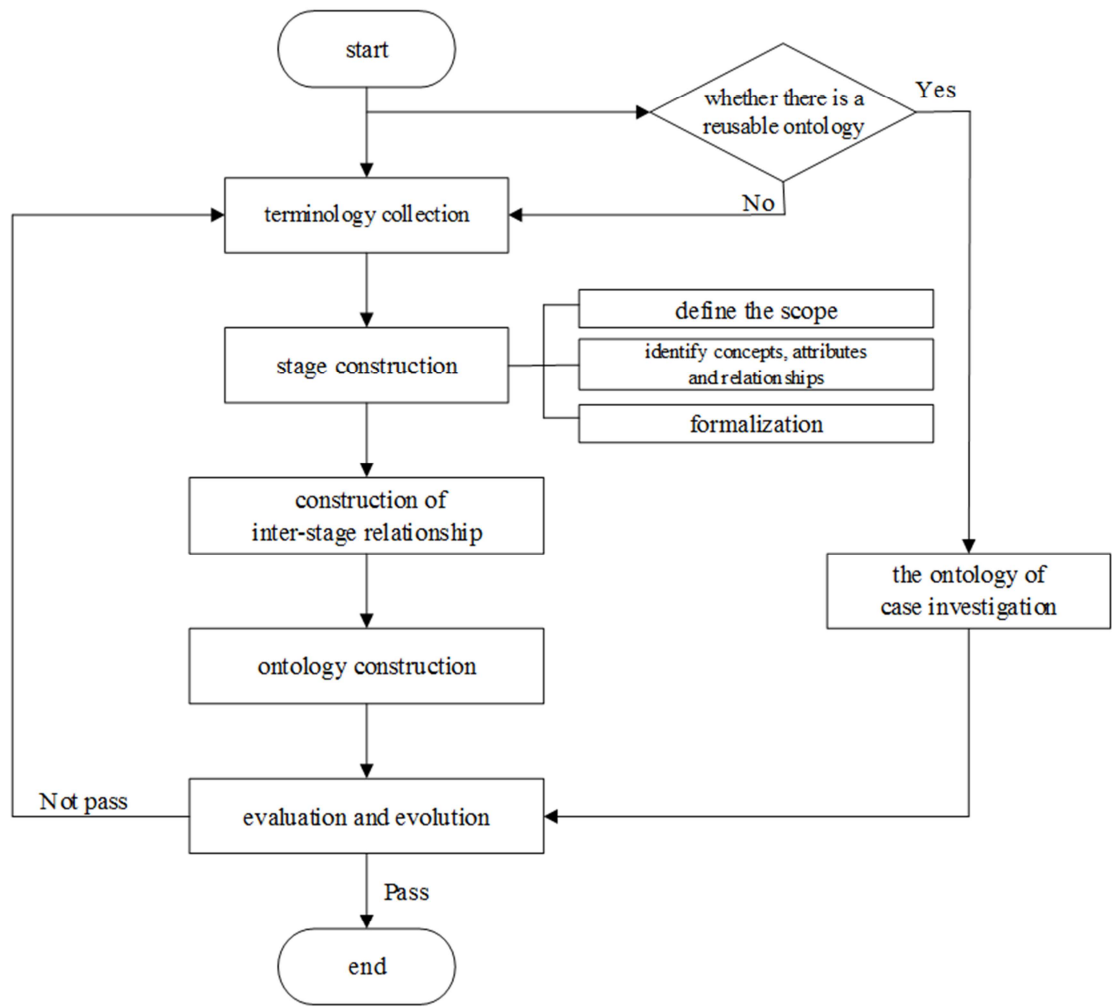 start
whether there is a
reusable ontology
Yes
No
terminology collection
stage construction
define the scope
identify concepts, attributes
and relationships
formalization
construction of
inter-stage relationship
the ontology of
case investigation
ontology construction
Not pass
evaluation and evolution
Pass
end